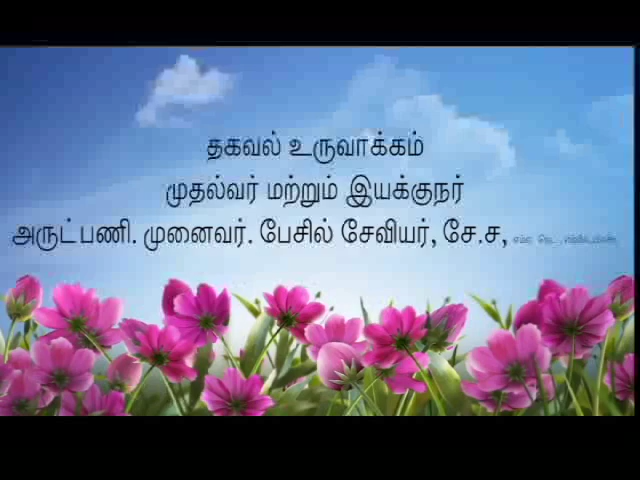 தகவல் உருவாக்கம்
முதல்வர் மற்றும் இயக்குநர்
அருட்பணி. முனைவர். பேசில் சேவியர், சே.ச,